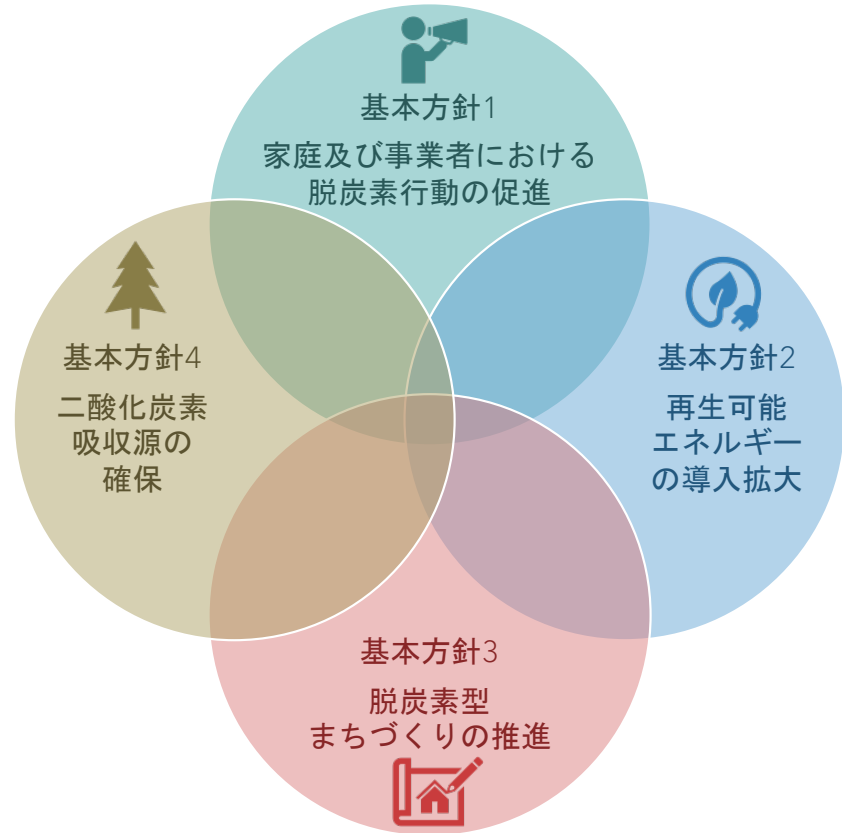 基本方針1
家庭及び事業者における
脱炭素行動の促進
基本方針2
再生可能
エネルギー
の導入拡大
基本方針3
脱炭素型
まちづくりの推進
基本方針4
二酸化炭素
吸収源の
確保